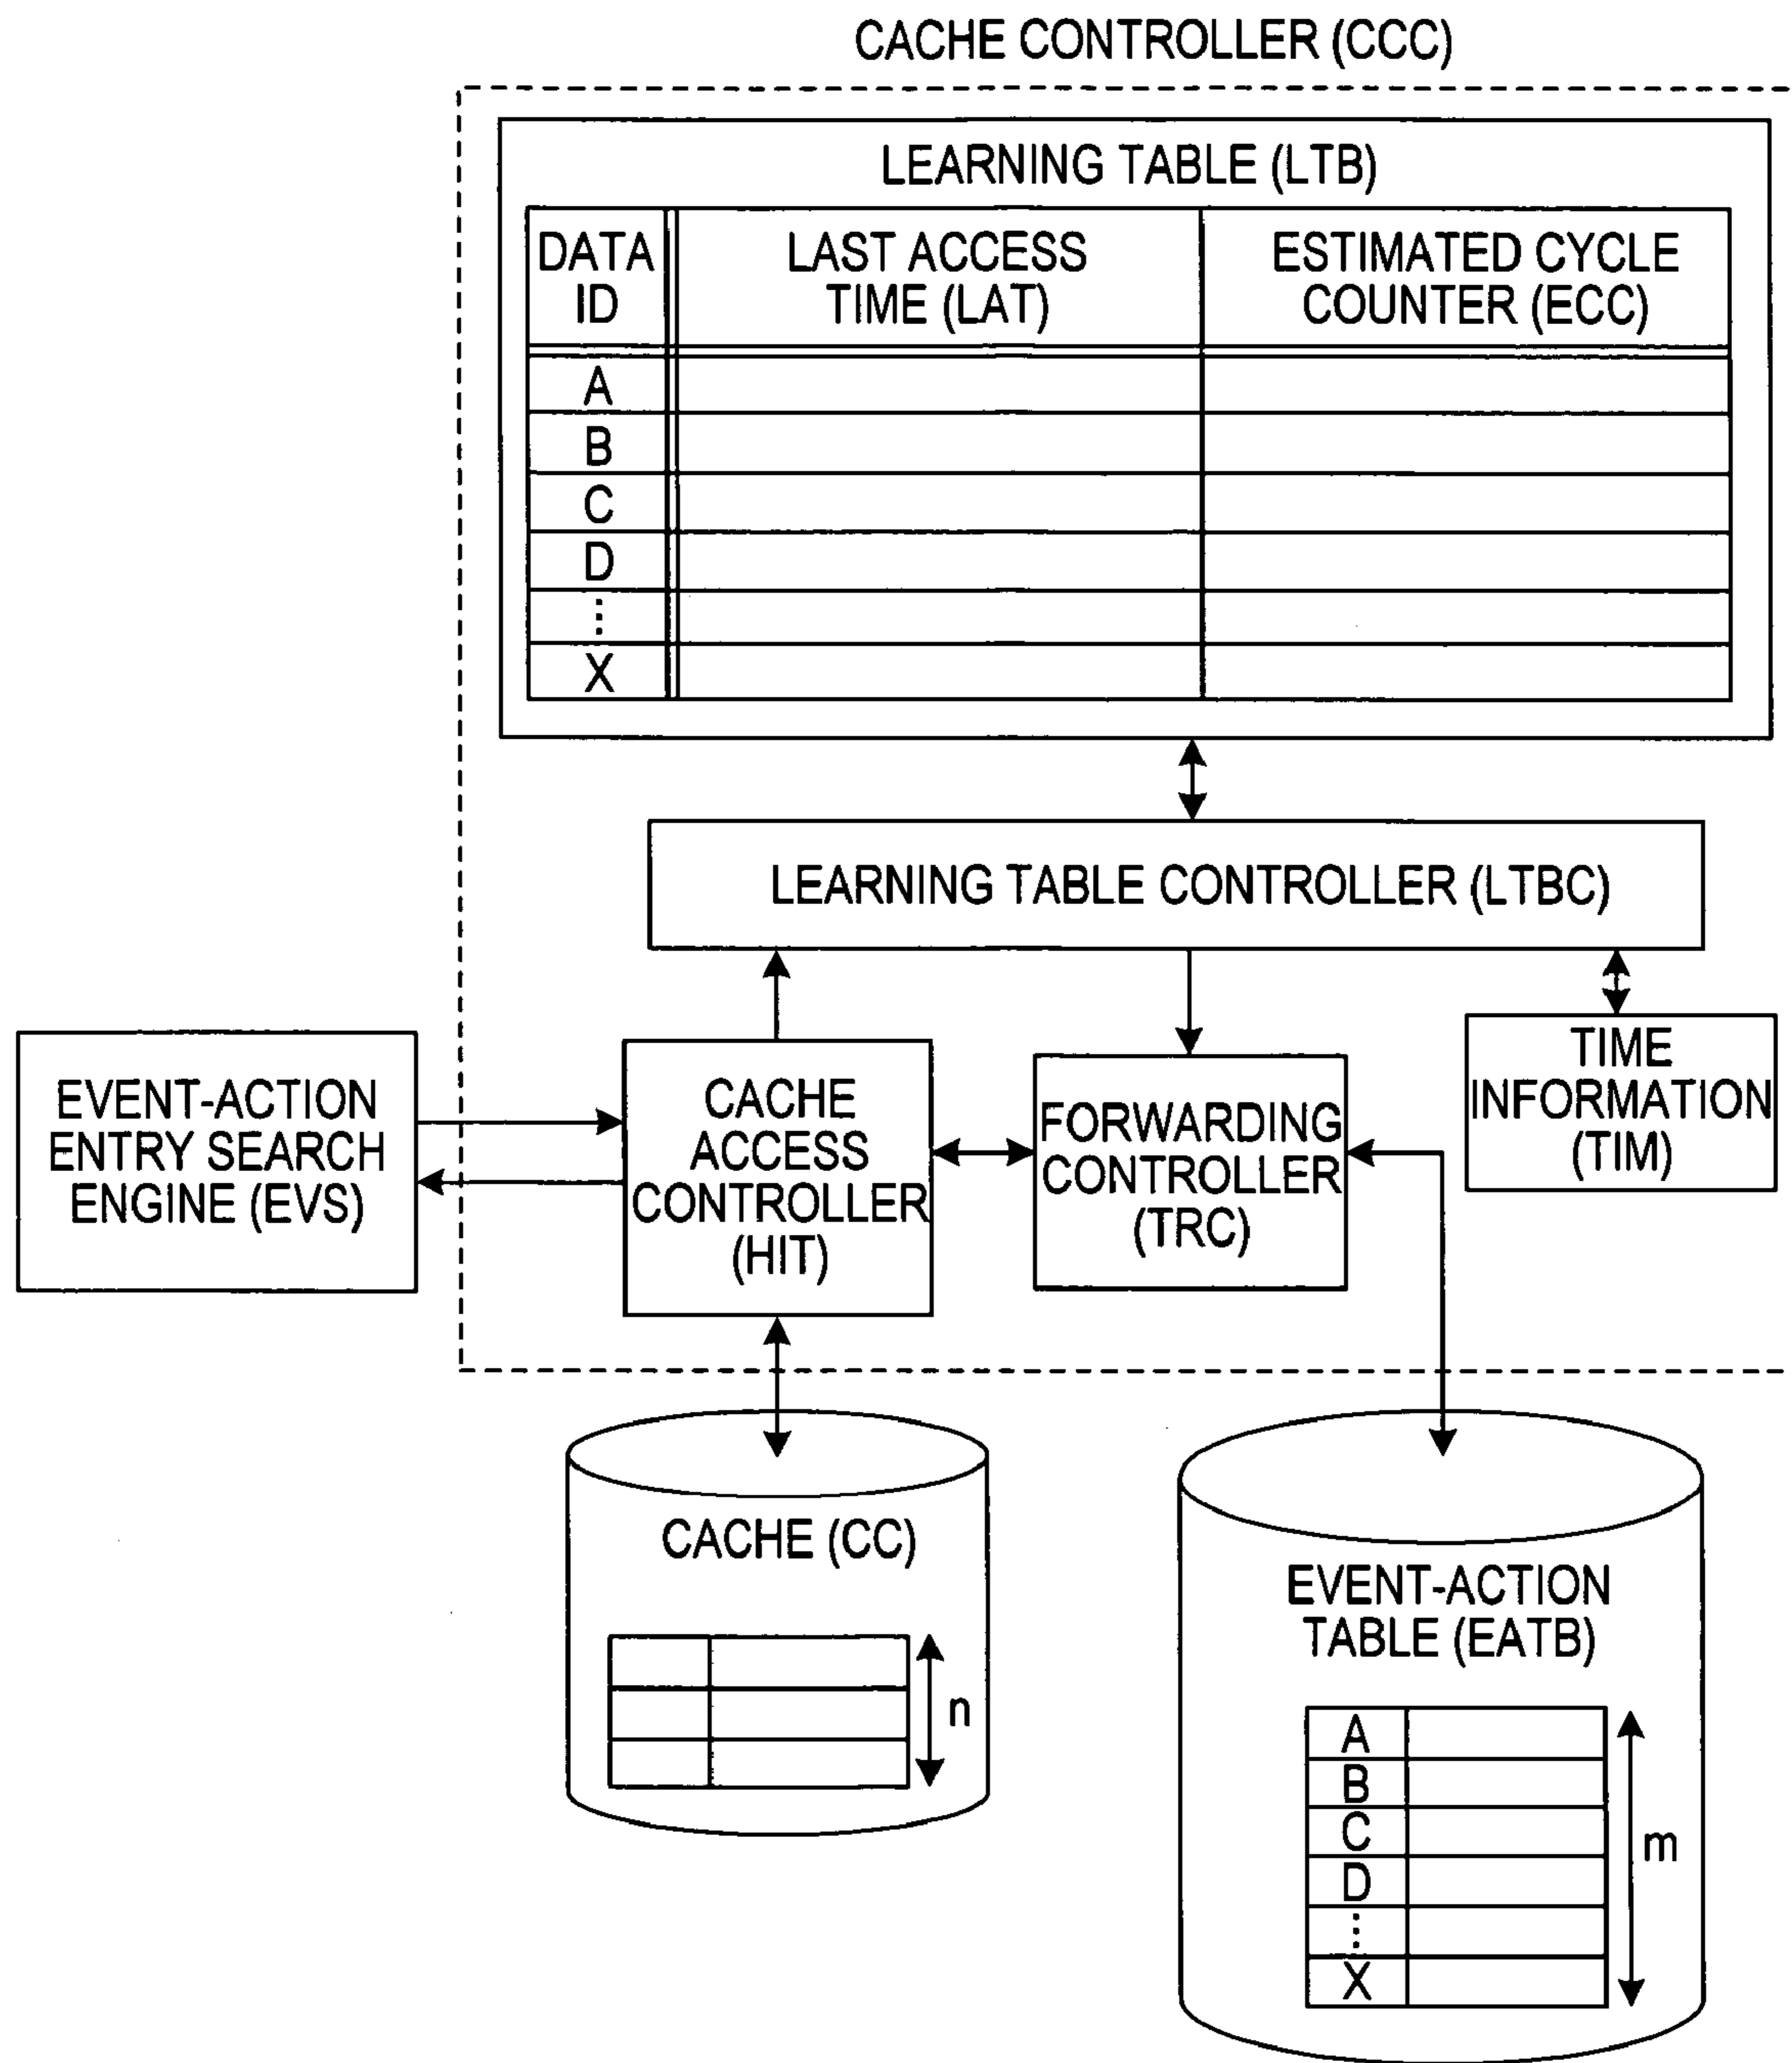 CACHE CONTROLLER (CCC)
LEARNING TABLE (LTB)
DATA
ID
LAST ACCESS
TIME (LAT)
ESTIMATED CYCLE
COUNTER (ECC)
A
B
C
D
⋮
X
LEARNING TABLE CONTROLLER (LTBC)
EVENT-ACTION
ENTRY SEARCH
ENGINE (EVS)
CACHE
ACCESS
CONTROLLER
(HIT)
FORWARDING
CONTROLLER
(TRC)
TIME
INFORMATION
(TIM)
CACHE (CC)
n
EVENT-ACTION
TABLE (EATB)
A
B
C
D
⋮
X
m